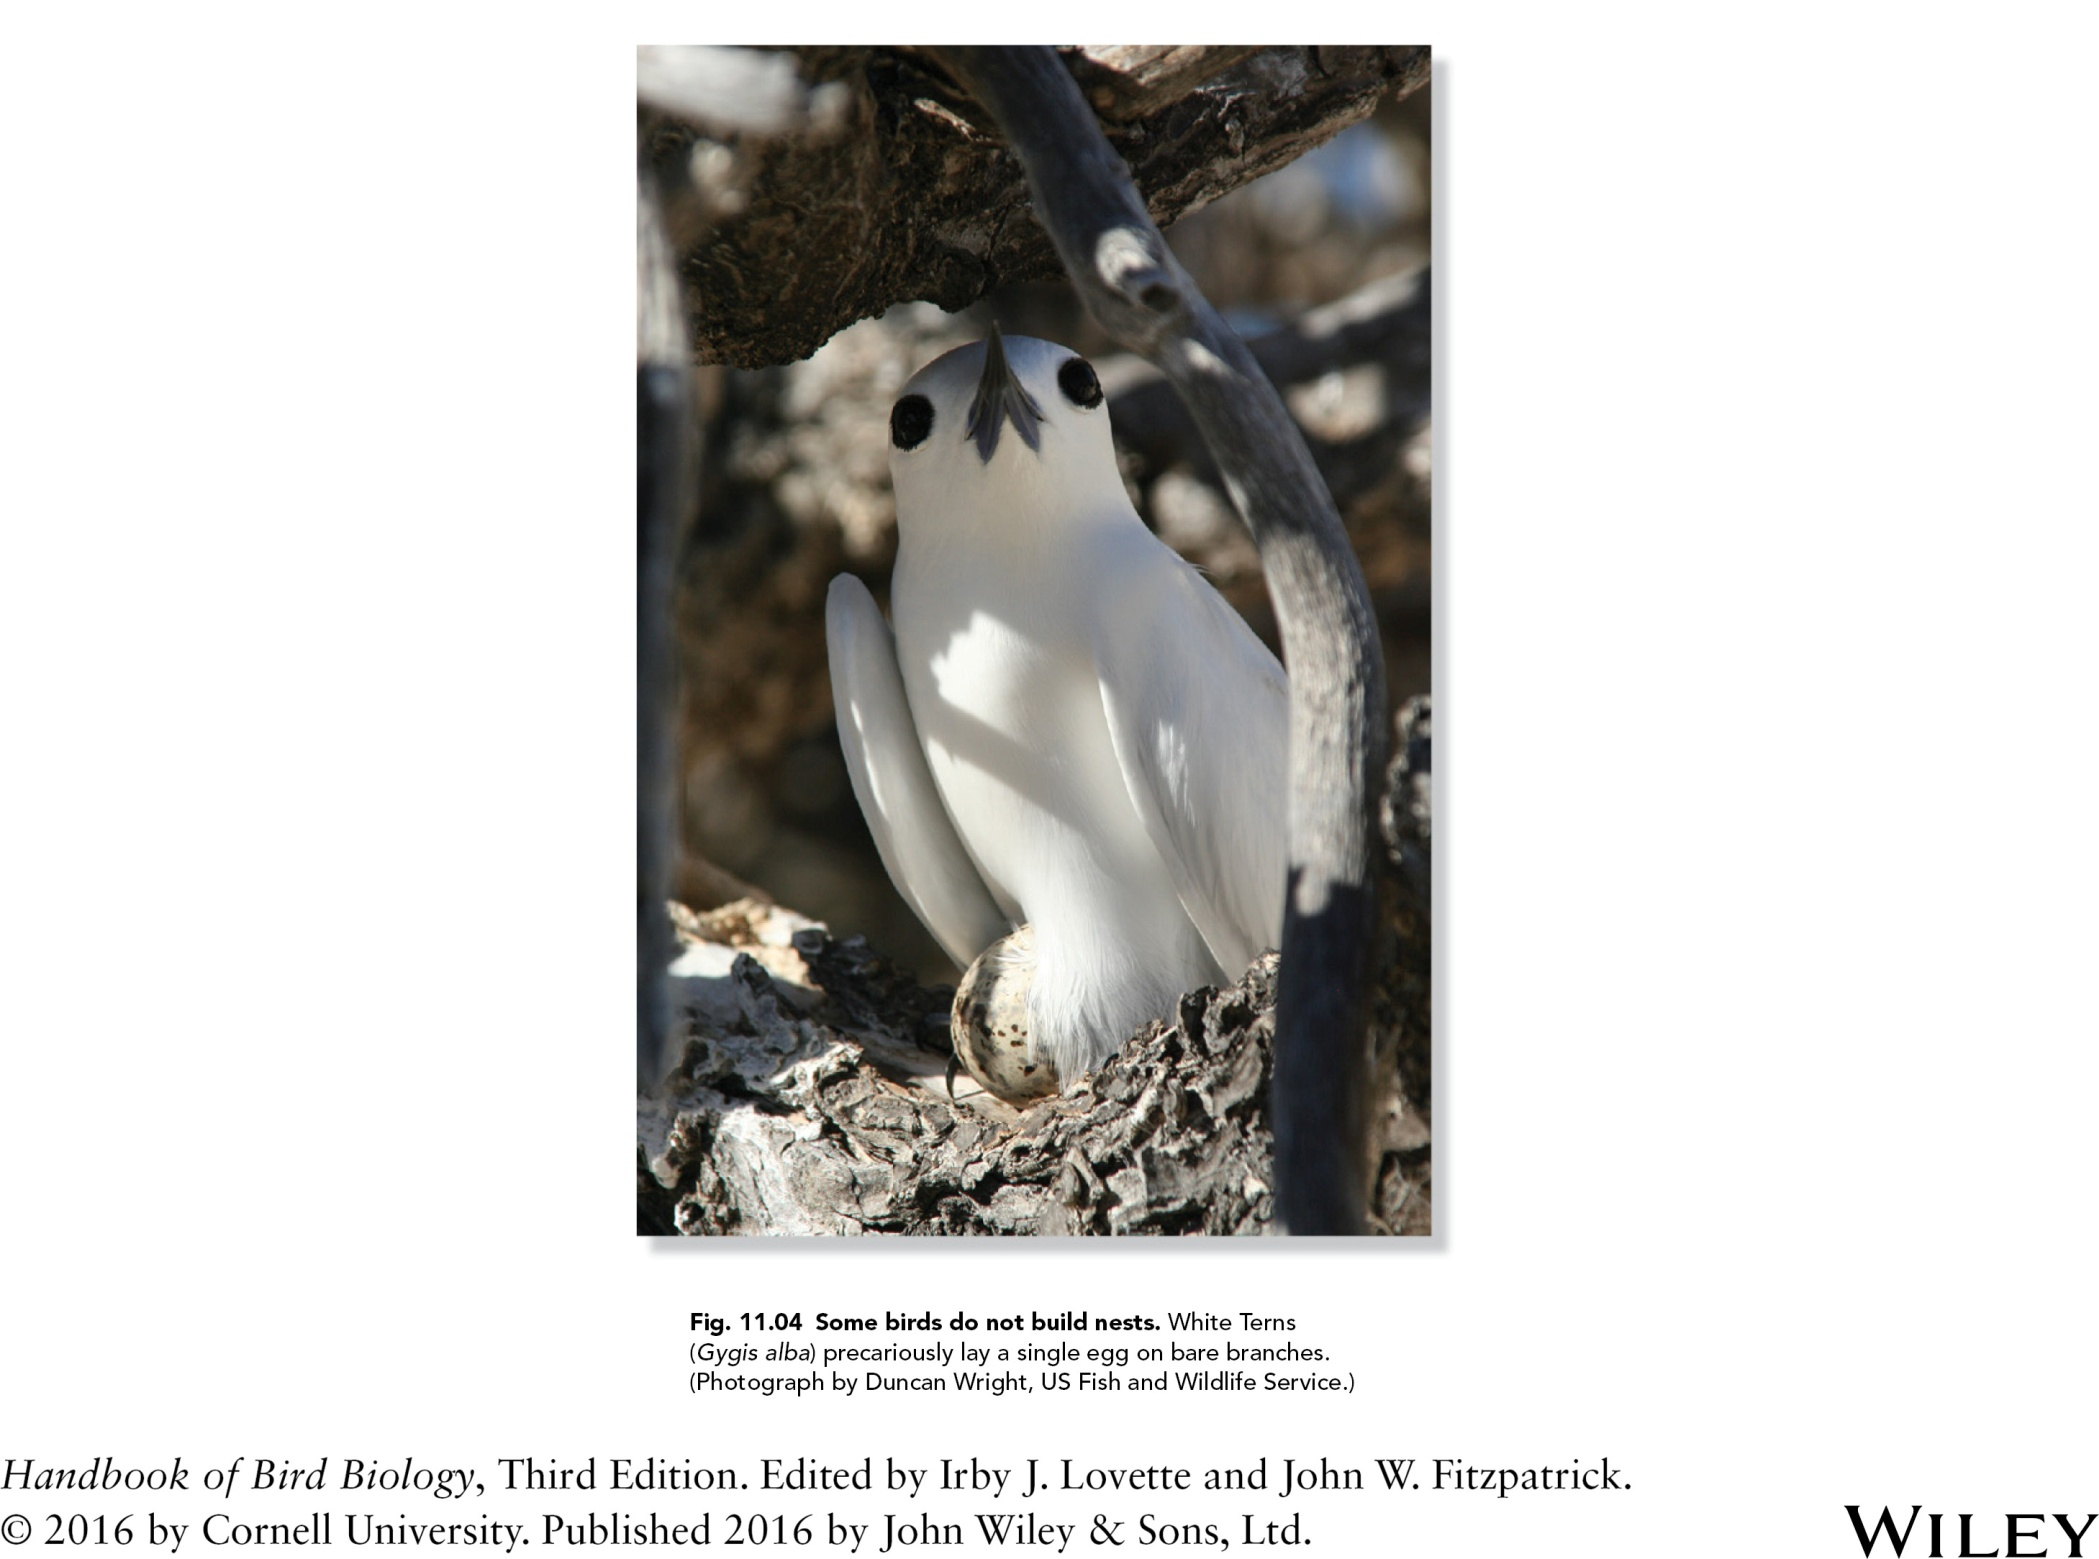 Fig. 11.04 Some birds do not build nests. White Terns
(Gygis alba) precariously lay a single egg on bare branches.
(Photograph by Duncan Wright, US Fish and Wildlife Service.)
Handbook of Bird Biology, Third Edition. Edited by Irby J. Lovette and John W. Fitzpatrick.
© 2016 by Cornell University. Published 2016 by John Wiley & Sons, Ltd.
WILEY